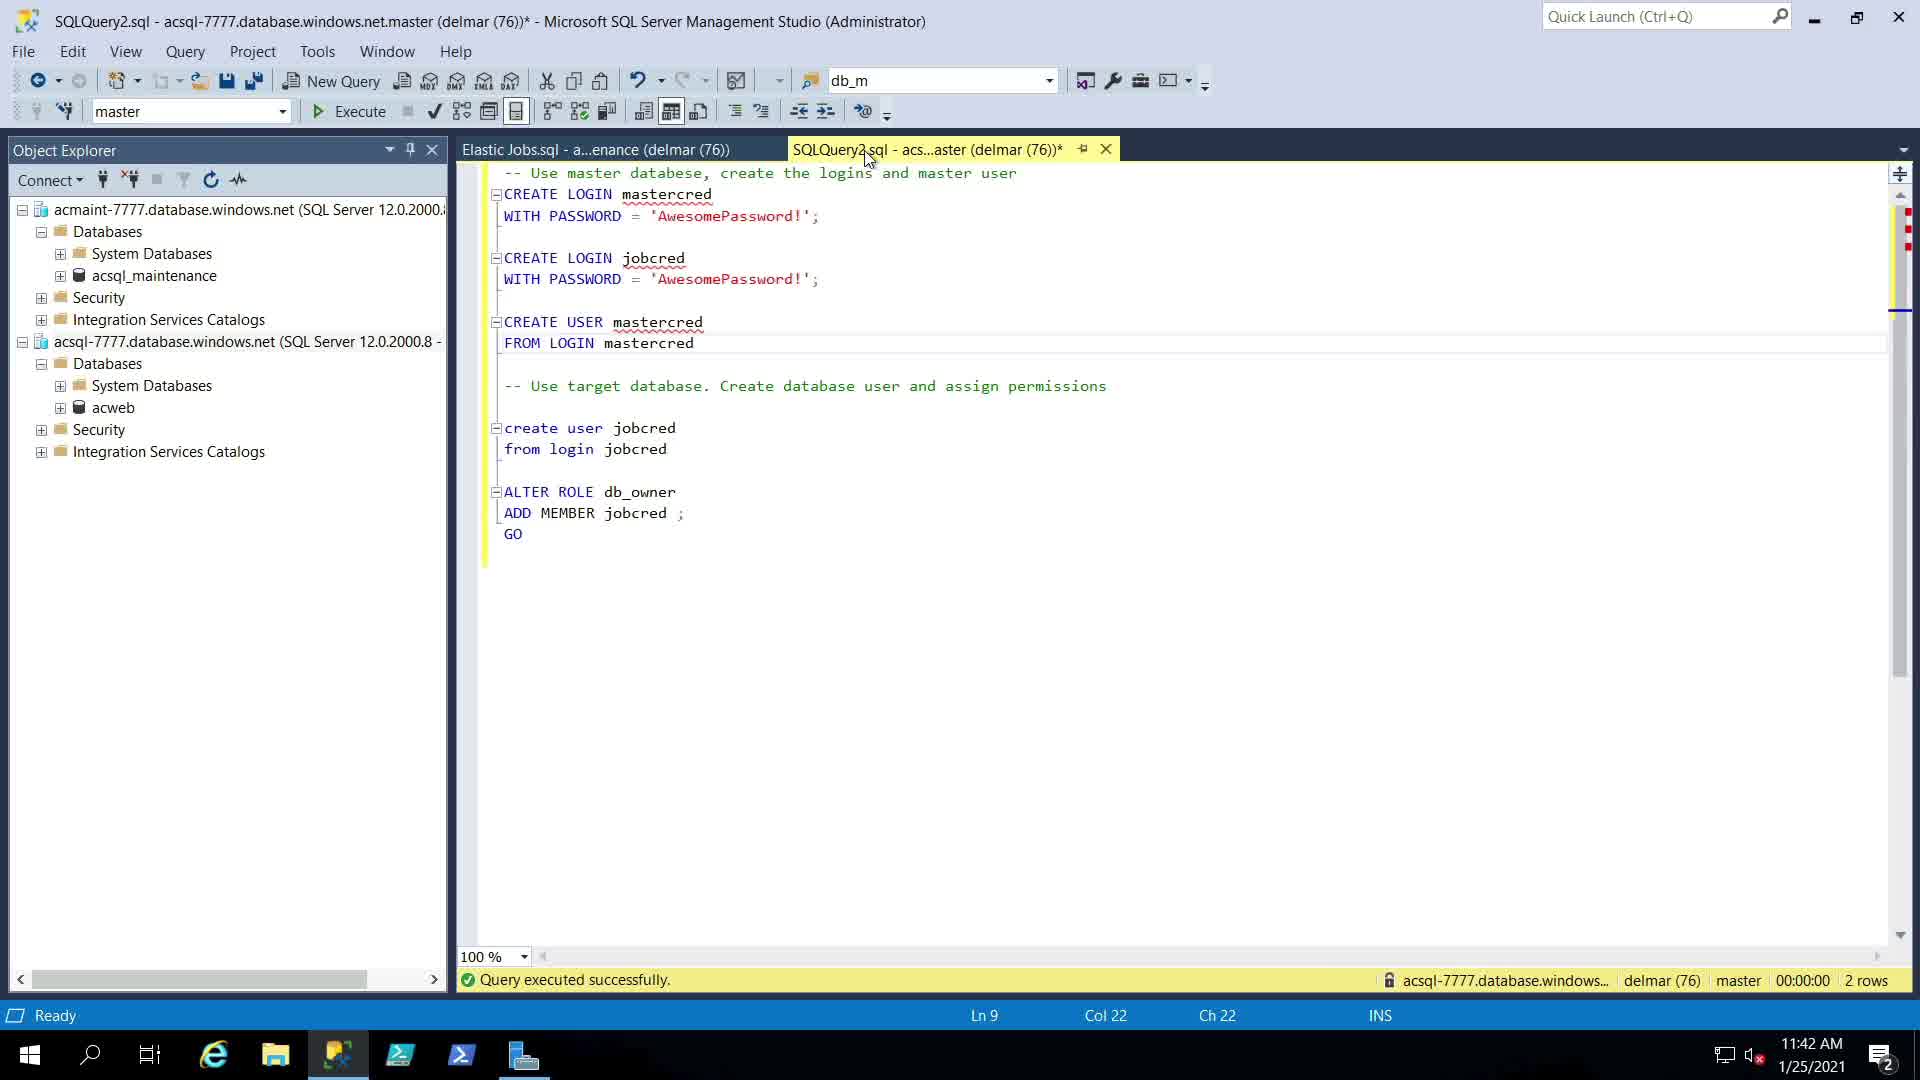 SQLQuery2.sql - acsql-7777.database.windows.net.master (delmar (76))* - Microsoft SQL Server Management Studio (Administrator)
Quick Launch (Ctrl+Q)
File Edit View Query Project Tools Window Help
New Query
MDX DMX XMLA DAX
db_m
master
Execute
Object Explorer
Connect
acmaint-7777.database.windows.net (SQL Server 12.0.2000.8
Databases
System Databases
acsql_maintenance
Security
Integration Services Catalogs
acsql-7777.database.windows.net (SQL Server 12.0.2000.8 -
Databases
System Databases
acweb
Security
Integration Services Catalogs
Elastic Jobs.sql - a...enance (delmar (76))
SQLQuery2.sql - acs...aster (delmar (76))*
-- Use master databese, create the logins and master user
CREATE LOGIN mastercred
WITH PASSWORD = 'AwesomePassword!';
CREATE LOGIN jobcred
WITH PASSWORD = 'AwesomePassword!';
CREATE USER mastercred
FROM LOGIN mastercred
-- Use target database. Create database user and assign permissions
create user jobcred
from login jobcred
ALTER ROLE db_owner
ADD MEMBER jobcred ;
GO
100 %
Query executed successfully.
acsql-7777.database.windows... delmar (76) master 00:00:00 2 rows
Ready
Ln 9 Col 22 Ch 22 INS
11:42 AM
1/25/2021
2